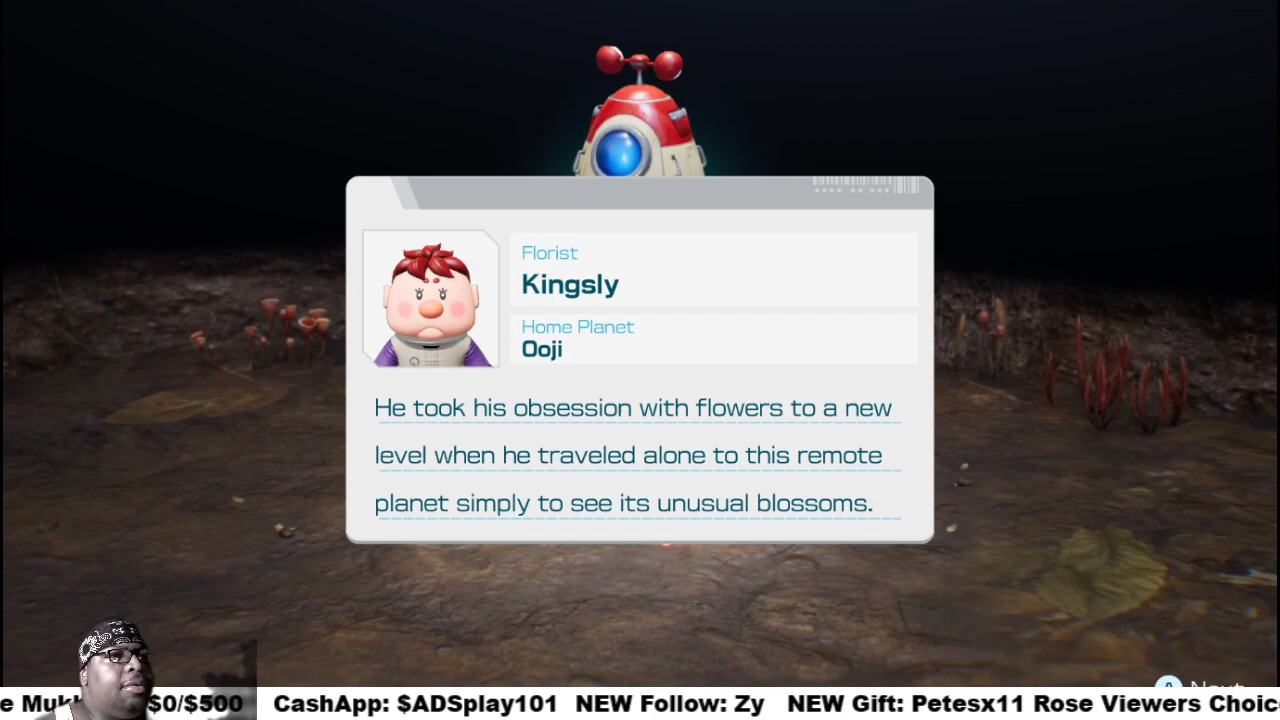 Florist
Kingsly
Home Planet
Ooji
He took his obsession with flowers to a new
level when he traveled alone to this remote
planet simply to see its unusual blossoms.
A Next
$0/$500 CashApp: $ADSplay101 NEW Follow: Zy NEW Gift: Petesx11 Rose Viewers